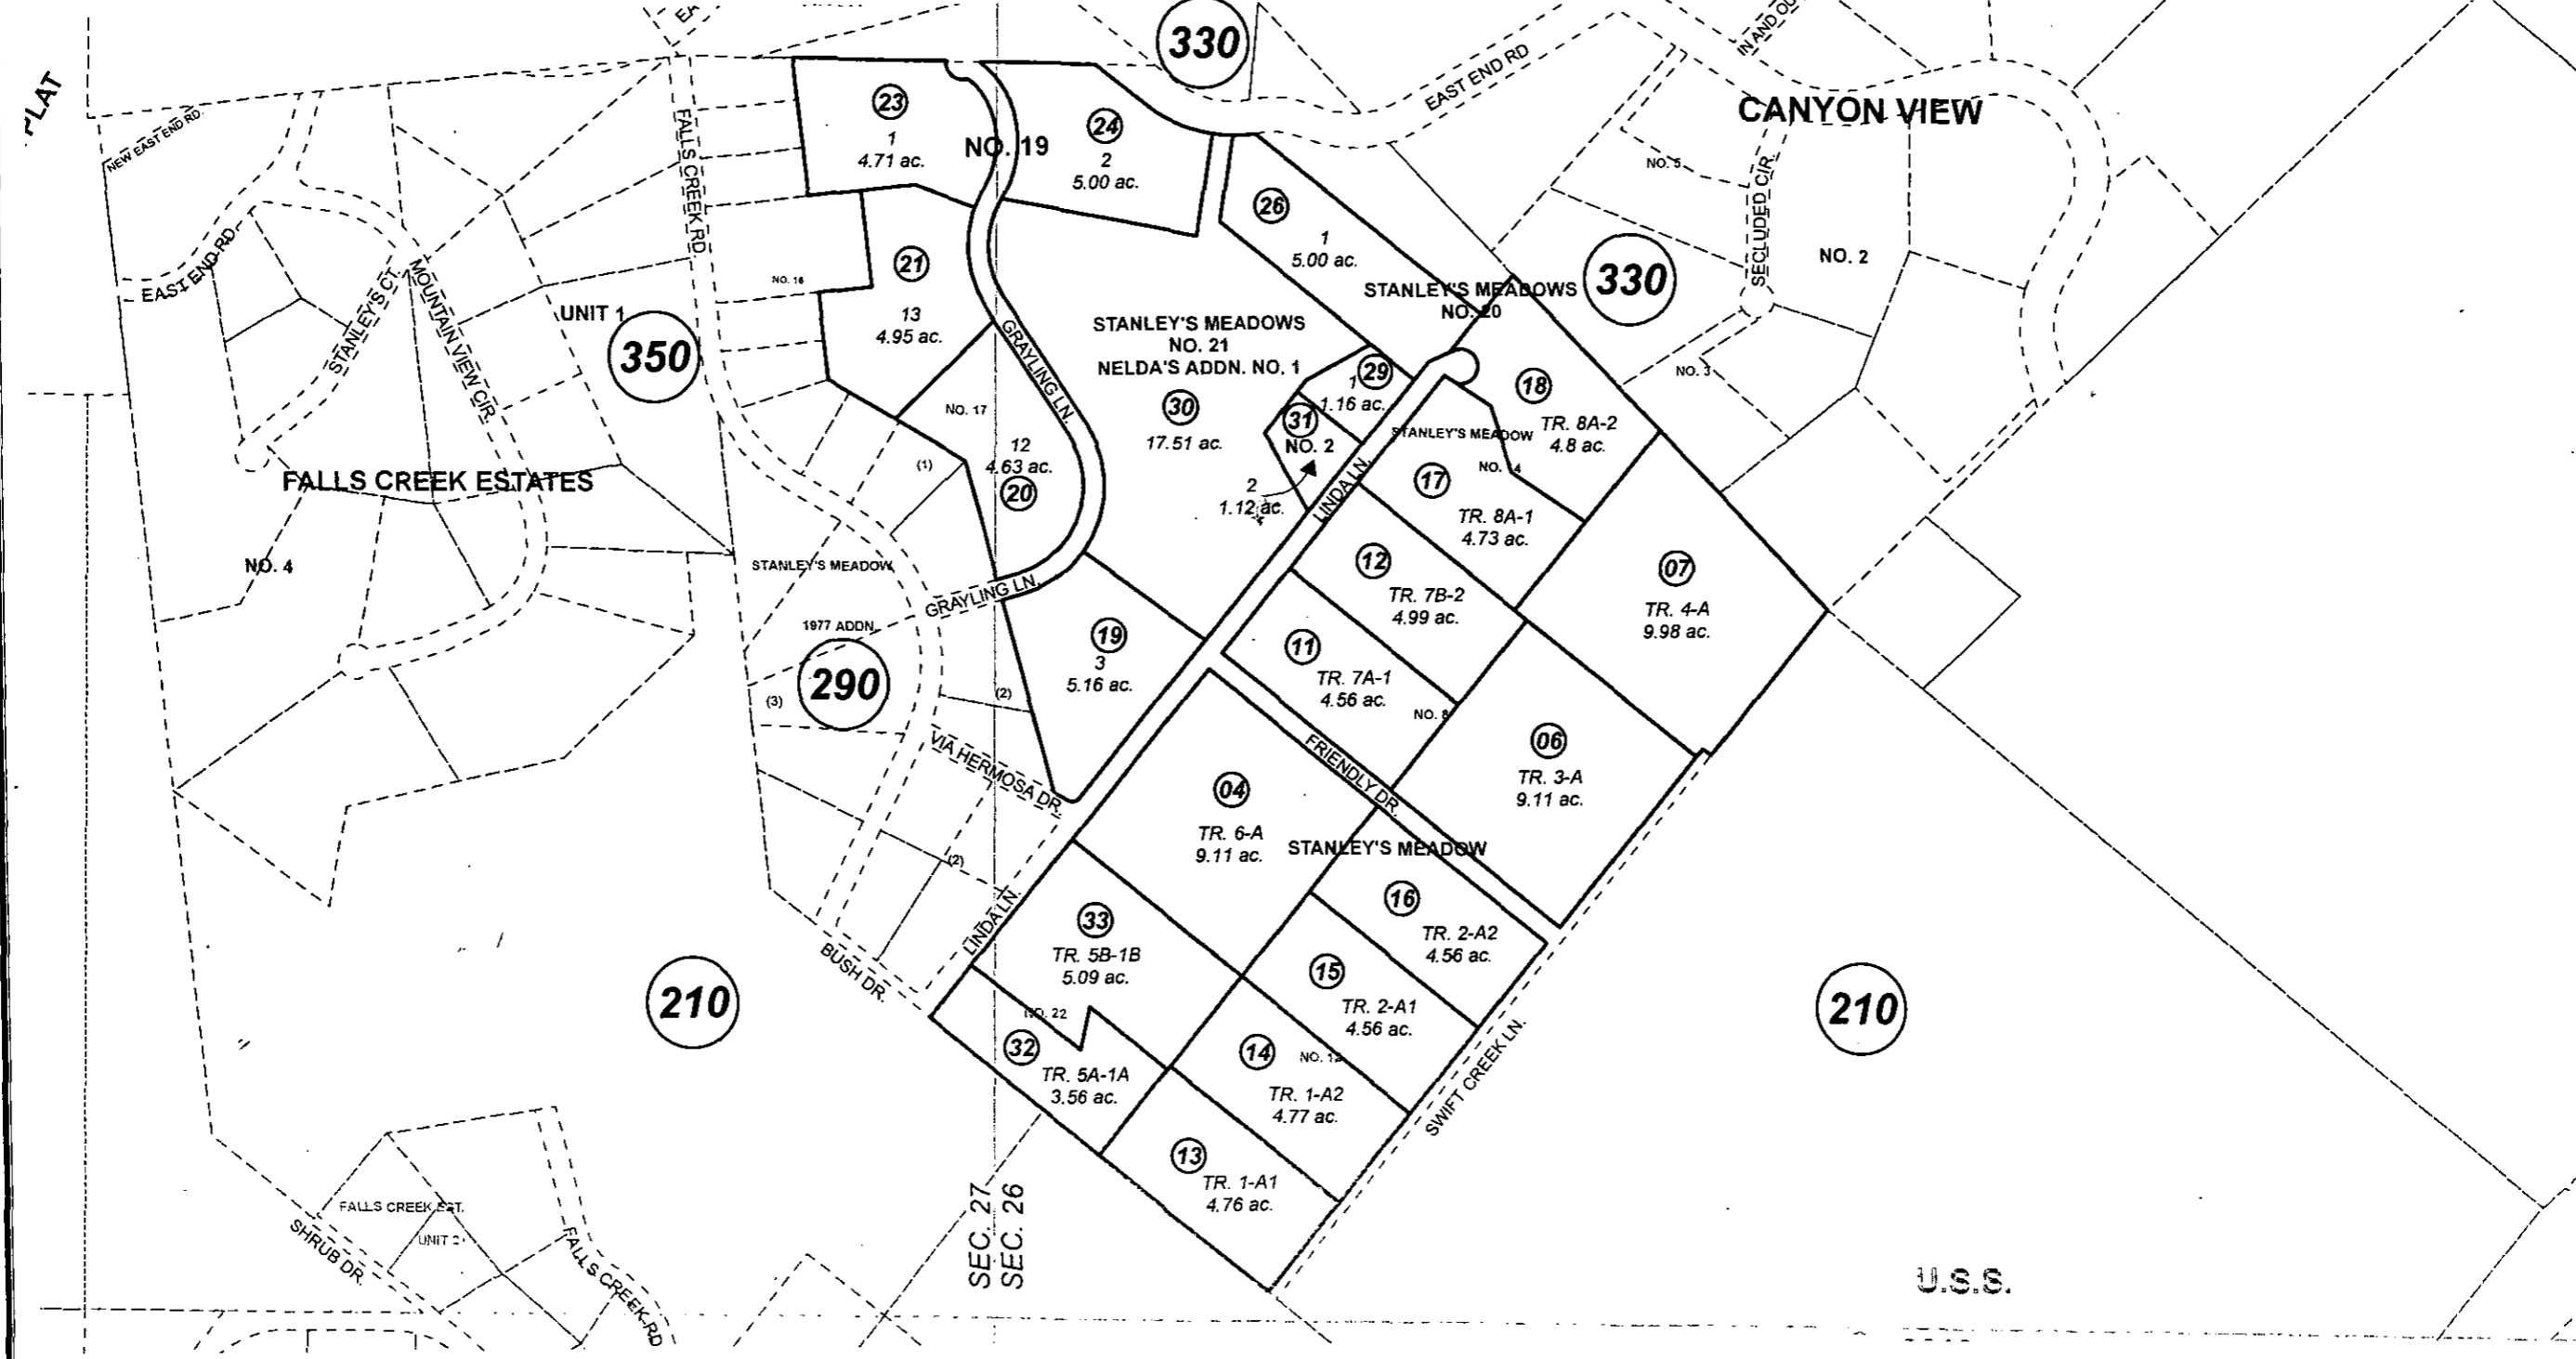 330
EAST END RD
CANYON VIEW
NEW EAST END RD.
FALLS CREEK RD
23
1
4.71 ac.
NO. 19
24
2
5.00 ac.
NO. 5
SECLUDED CIR.
NO. 2
EAST END RD.
STANLEY'S CT.
MOUNTAIN VIEW CIR.
UNIT 1
350
NO. 16
21
13
4.95 ac.
26
1
5.00 ac.
STANLEY'S MEADOWS
NO. 20
330
NO. 3
GRAYLING LN.
STANLEY'S MEADOWS
NO. 21
NELDA'S ADDN. NO. 1
30
17.51 ac.
29
1
1.16 ac.
31
NO. 2
2
1.12 ac.
18
TR. 8A-2
4.8 ac.
STANLEY'S MEADOW
17
TR. 8A-1
4.73 ac.
LINDA LN.
NO. 17
12
4.63 ac.
20
(1)
FALLS CREEK ESTATES
NO. 4
STANLEY'S MEADOW
1977 ADDN.
290
(3)
GRAYLING LN.
(2)
VIA HERMOSA DR.
(2)
19
3
5.16 ac.
12
TR. 7B-2
4.99 ac.
07
TR. 4-A
9.98 ac.
11
TR. 7A-1
4.56 ac.
NO. 8
06
TR. 3-A
9.11 ac.
FRIENDLY DR.
04
TR. 6-A
9.11 ac.
STANLEY'S MEADOW
16
TR. 2-A2
4.56 ac.
33
TR. 5B-1B
5.09 ac.
LINDA LN.
BUSH DR.
15
TR. 2-A1
4.56 ac.
210
NO. 22
32
TR. 5A-1A
3.56 ac.
14
TR. 1-A2
4.77 ac.
SWIFT CREEK LN.
210
13
TR. 1-A1
4.76 ac.
SEC. 27
SEC. 26
FALLS CREEK EST.
UNIT 2
SHRUB DR.
FALLS CREEK RD
U.S.S.